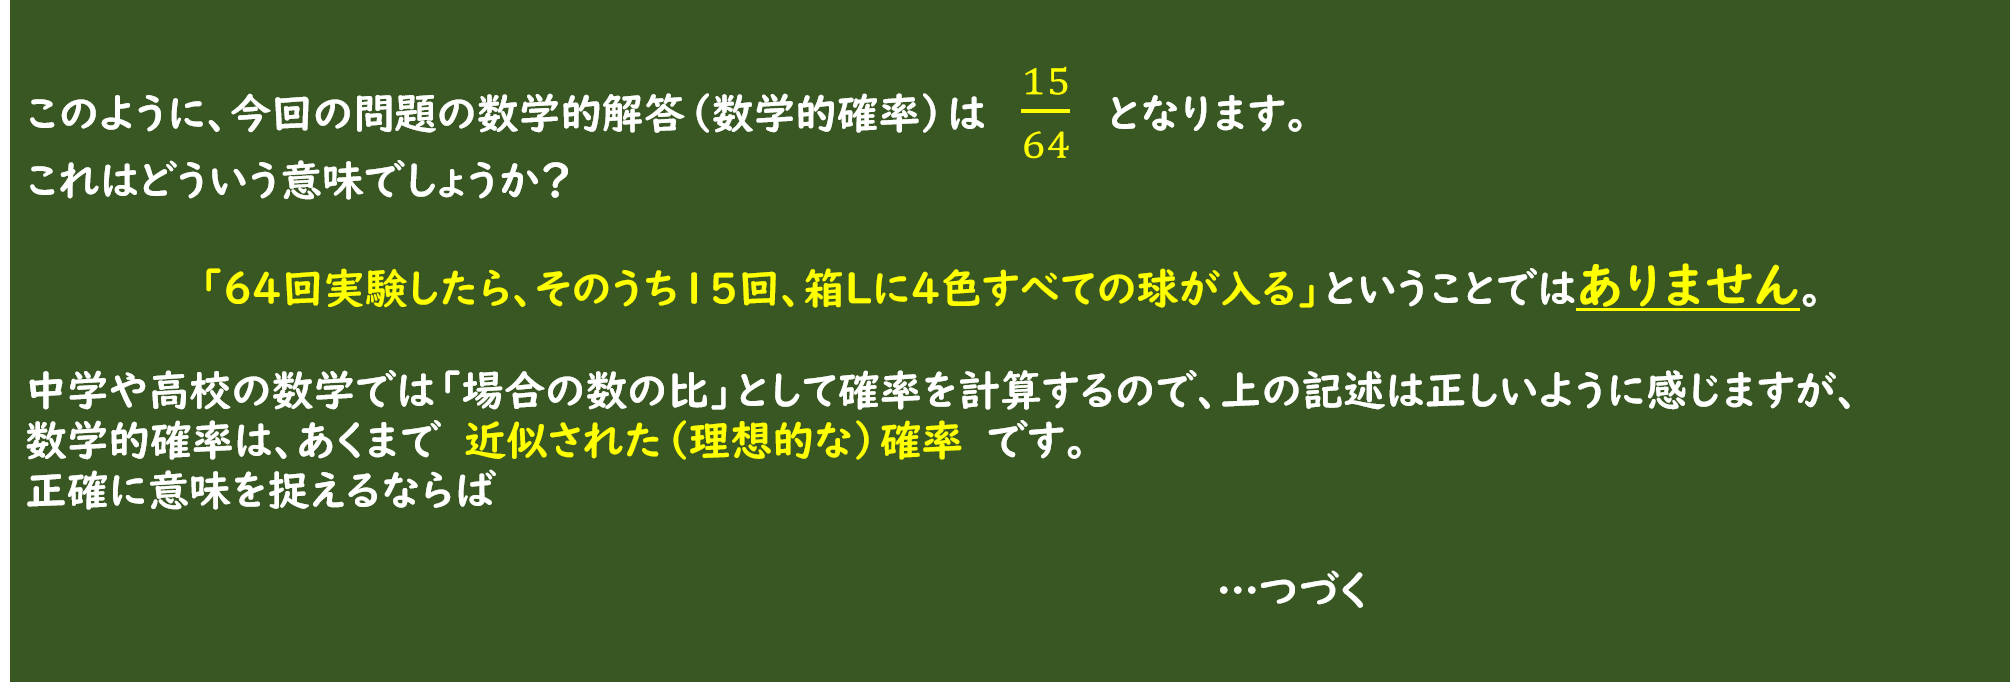 このように、今回の問題の数学的解答（数学的確率）は 15/64 となります。
これはどういう意味でしょうか？
「64回実験したら、そのうち15回、箱Lに4色すべての球が入る」ということではありません。
中学や高校の数学では「場合の数の比」として確率を計算するので、上の記述は正しいように感じますが、
数学的確率は、あくまで 近似された（理想的な）確率 です。
正確に意味を捉えるならば
…つづく